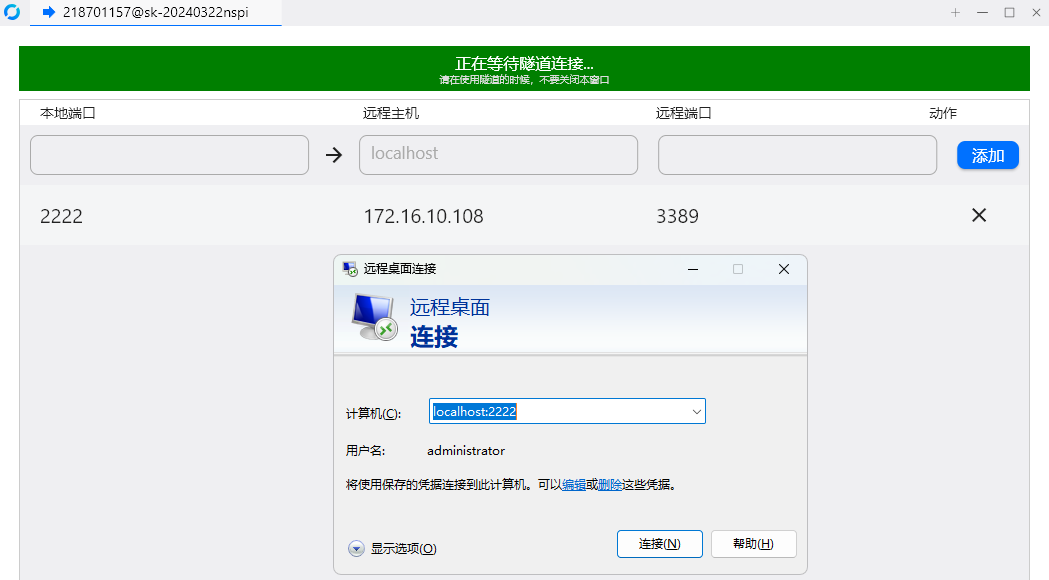 218701157@sk-20240322nspi
正在等待隧道连接...
请在使用隧道的时候，不要关闭本窗口
本地端口 远程主机 远程端口 动作
localhost 添加
2222 172.16.10.108 3389
远程桌面连接
远程桌面
连接
计算机(C): localhost:2222
用户名: administrator
将使用保存的凭据连接到此计算机。可以编辑或删除这些凭据。
显示选项(O) 连接(N) 帮助(H)